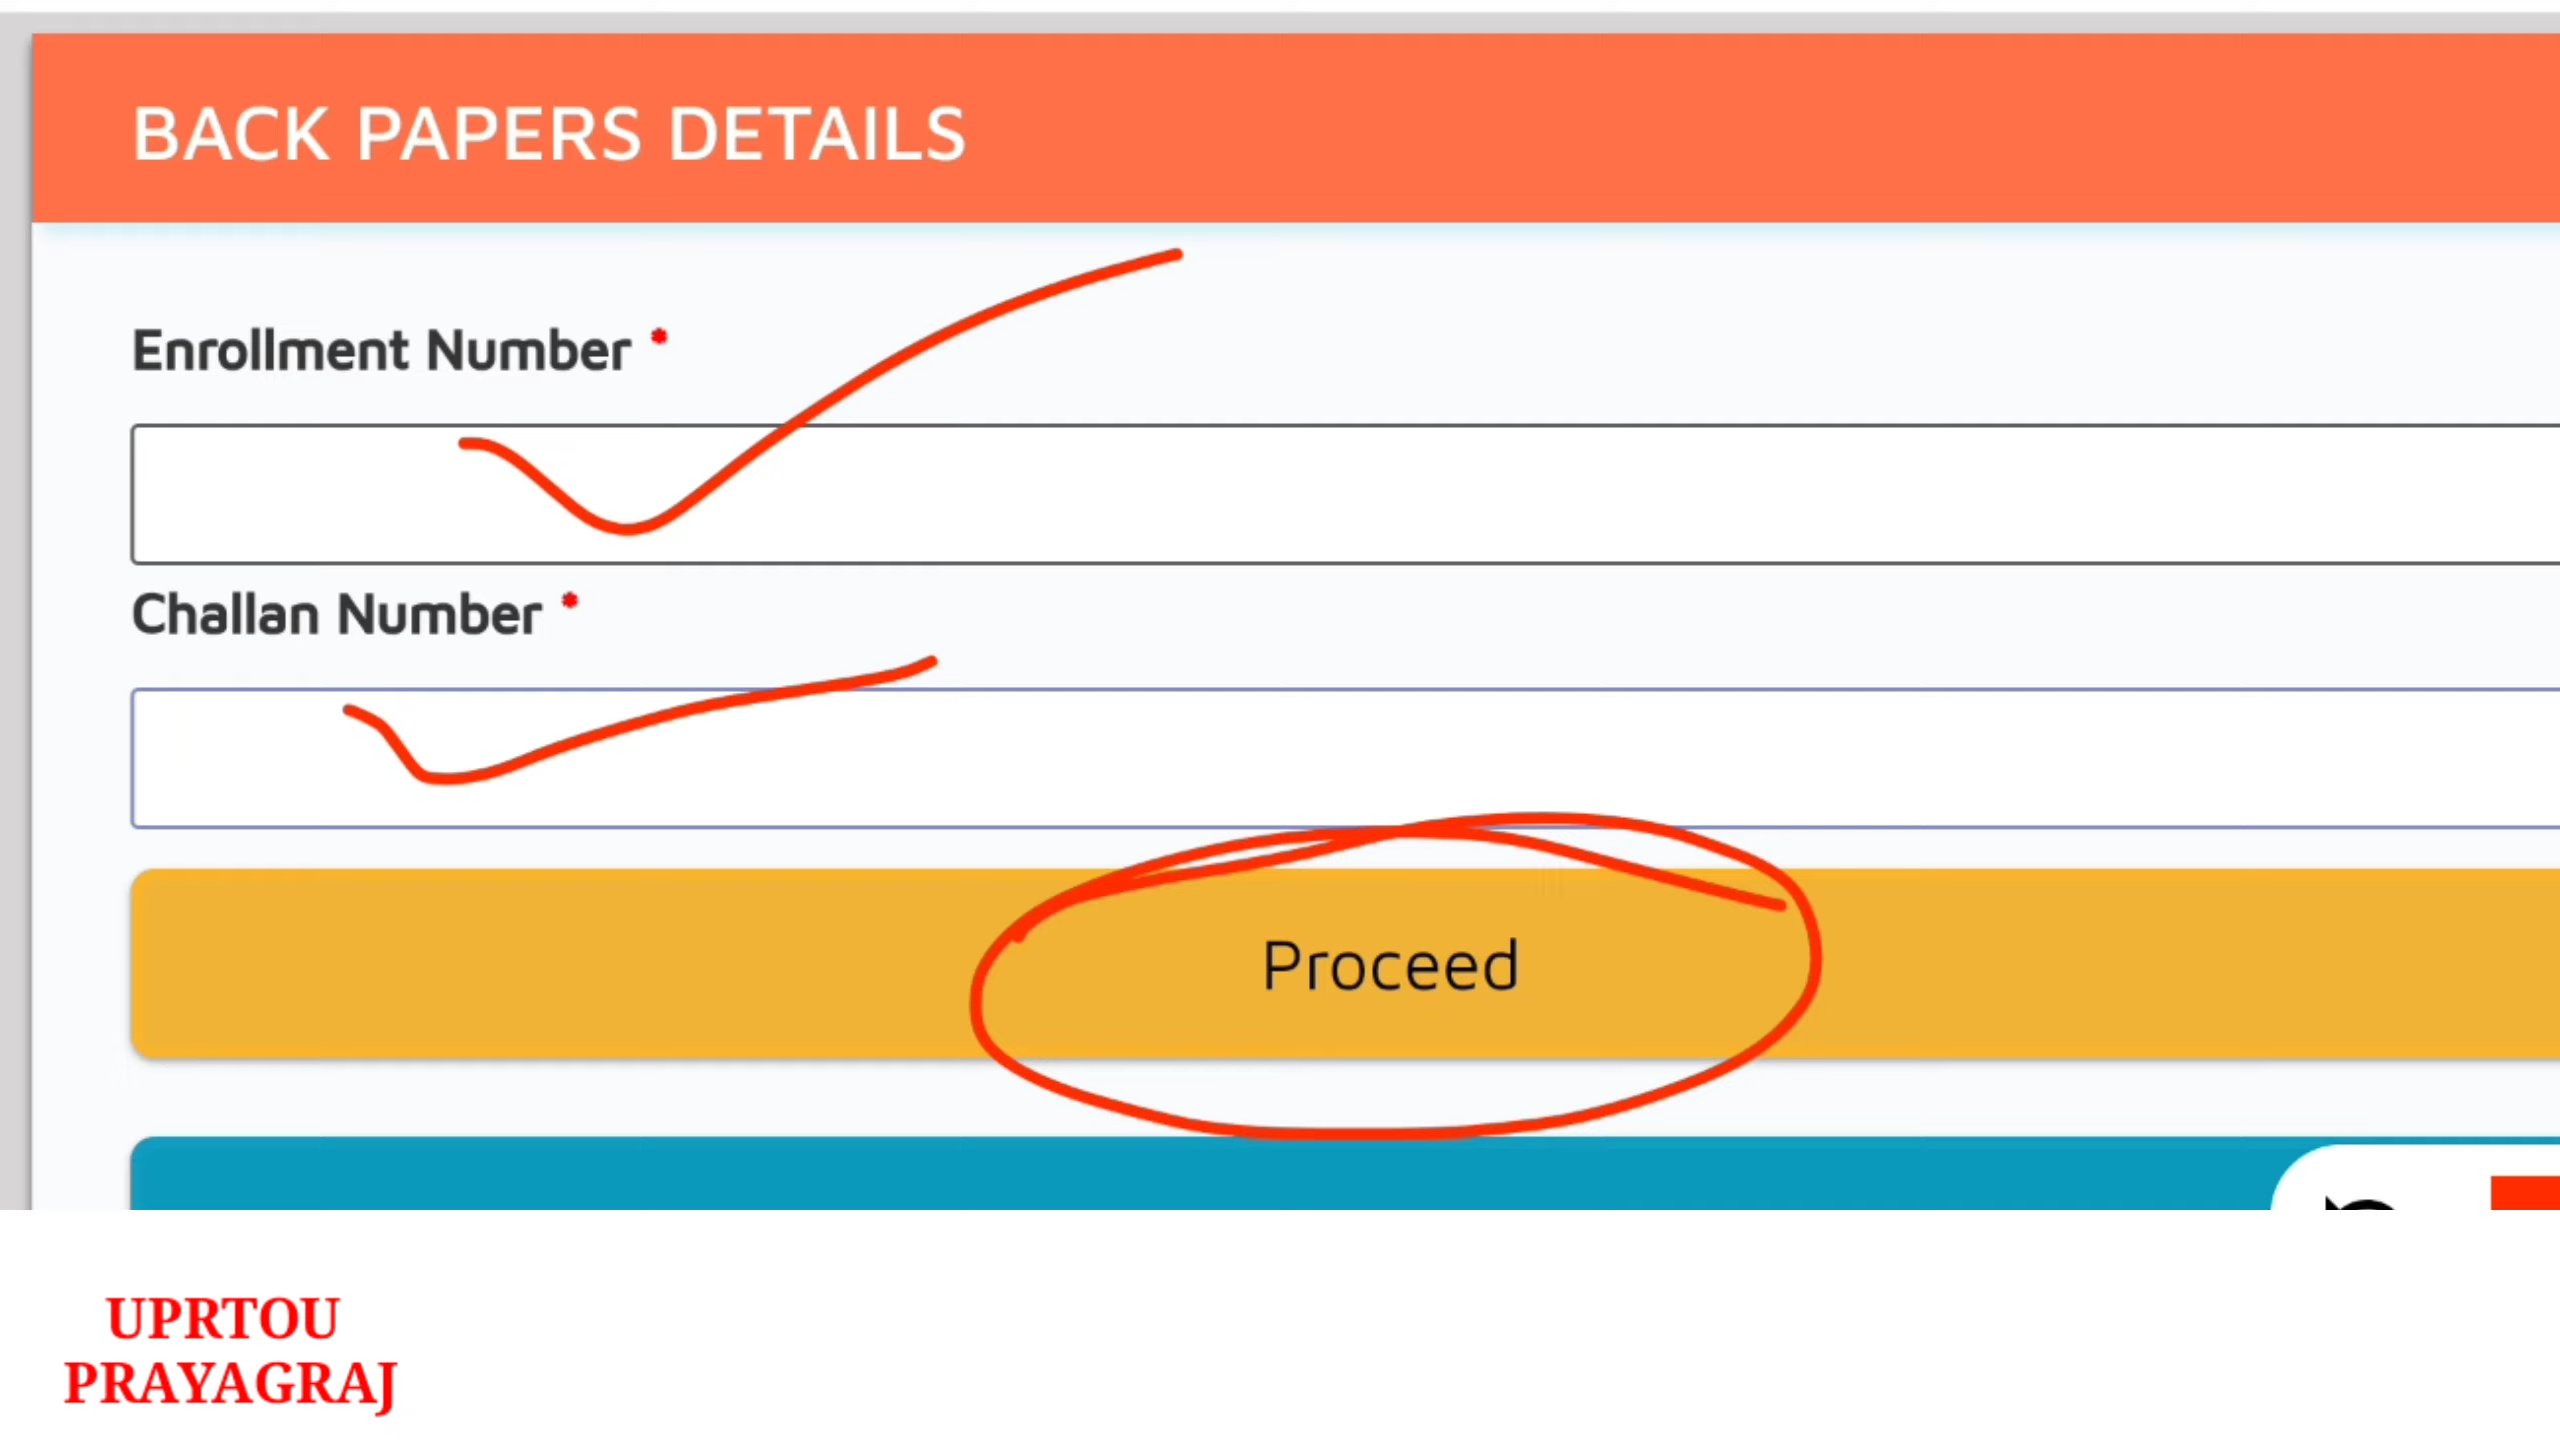 BACK PAPERS DETAILS
Enrollment Number *
Challan Number *
Proceed
UPRTOU
PRAYAGRAJ